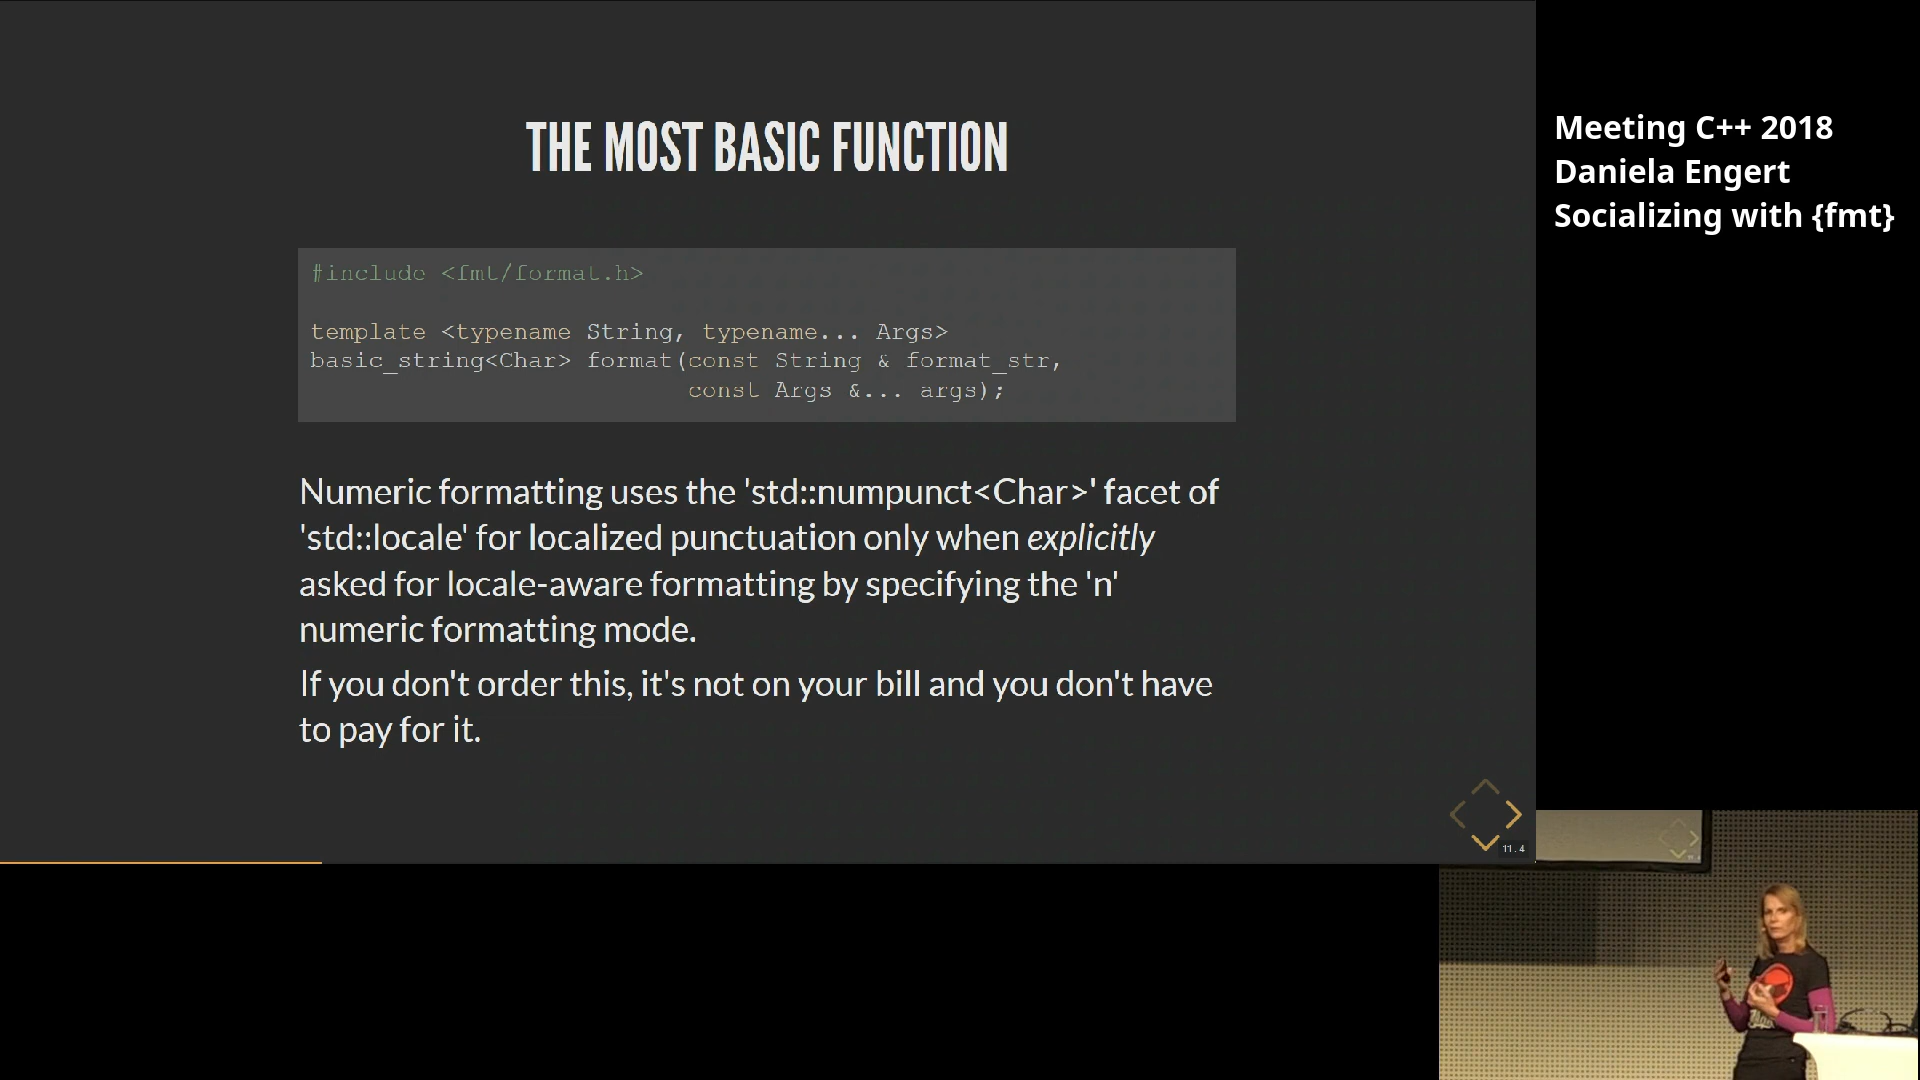 THE MOST BASIC FUNCTION
#include <fmt/format.h>
template <typename String, typename... Args>
basic_string<Char> format(const String & format_str,
const Args &... args);
Numeric formatting uses the 'std::numpunct<Char>' facet of
'std::locale' for localized punctuation only when explicitly
asked for locale-aware formatting by specifying the 'n'
numeric formatting mode.
If you don't order this, it's not on your bill and you don't have
to pay for it.
11.4
Meeting C++ 2018
Daniela Engert
Socializing with {fmt}